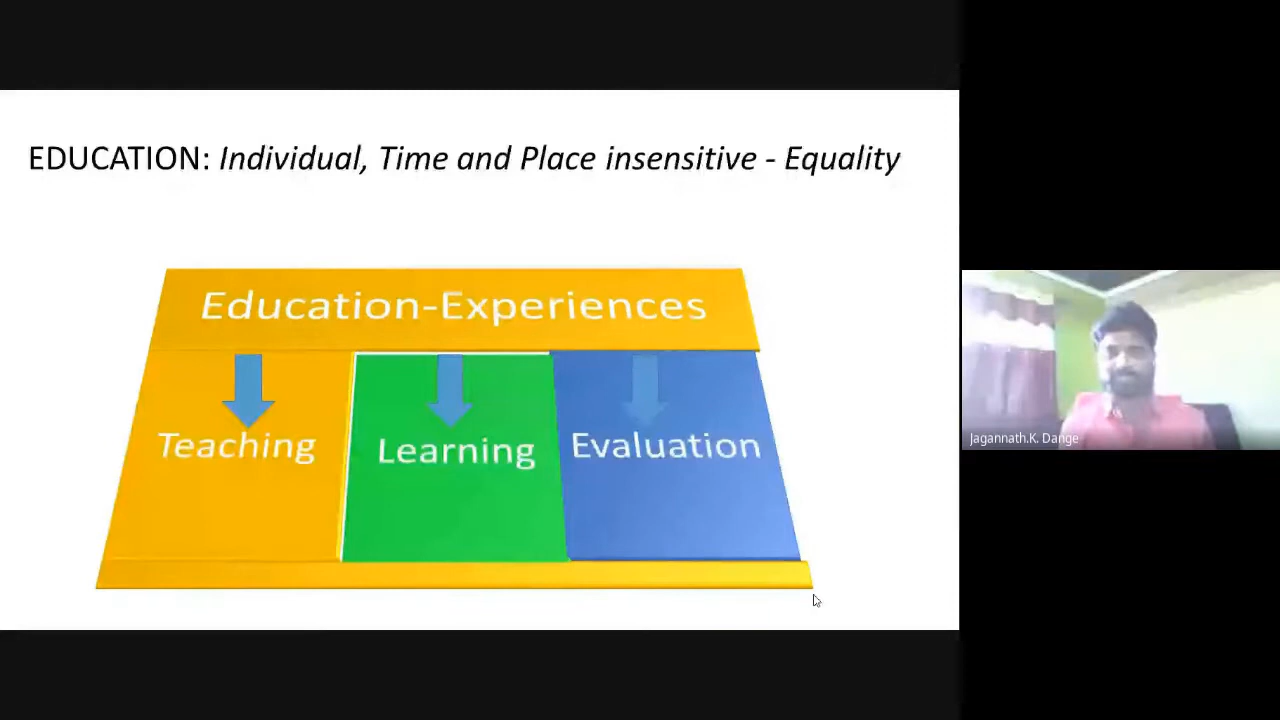 EDUCATION: Individual, Time and Place insensitive - Equality
Education-Experiences
Teaching
Learning
Evaluation
Jagannath.K. Dange